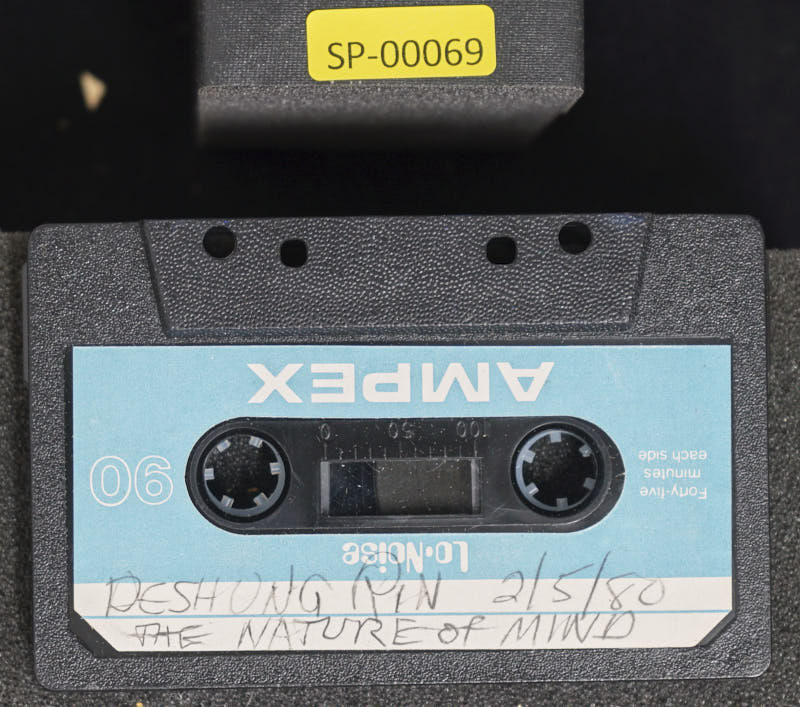 SP-00069
AMPEX
0 50 100
90
Forty-five
minutes
each side
Lo•Noise
DESHUNG RIN 2/5/80
THE NATURE OF MIND